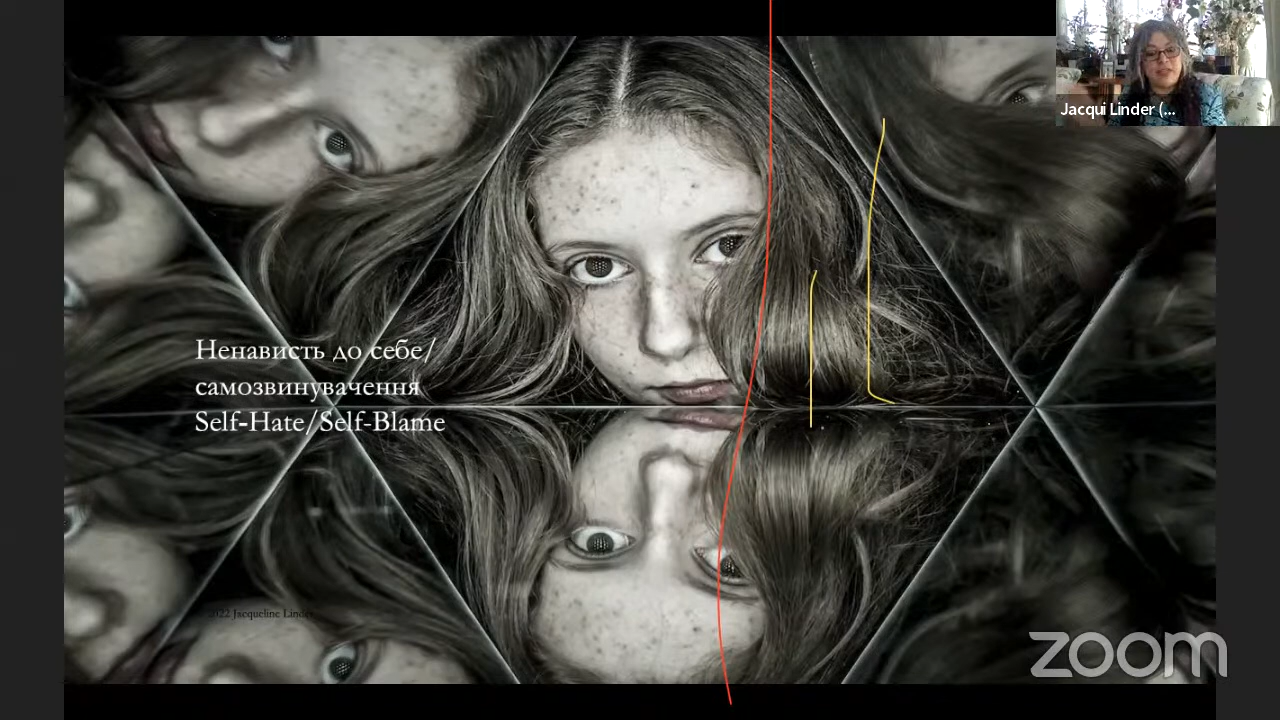 Jacqui Linder (...
Ненависть до себе/
самозвинувачення
Self-Hate/Self-Blame
2022 Jacqueline Linder
zoom